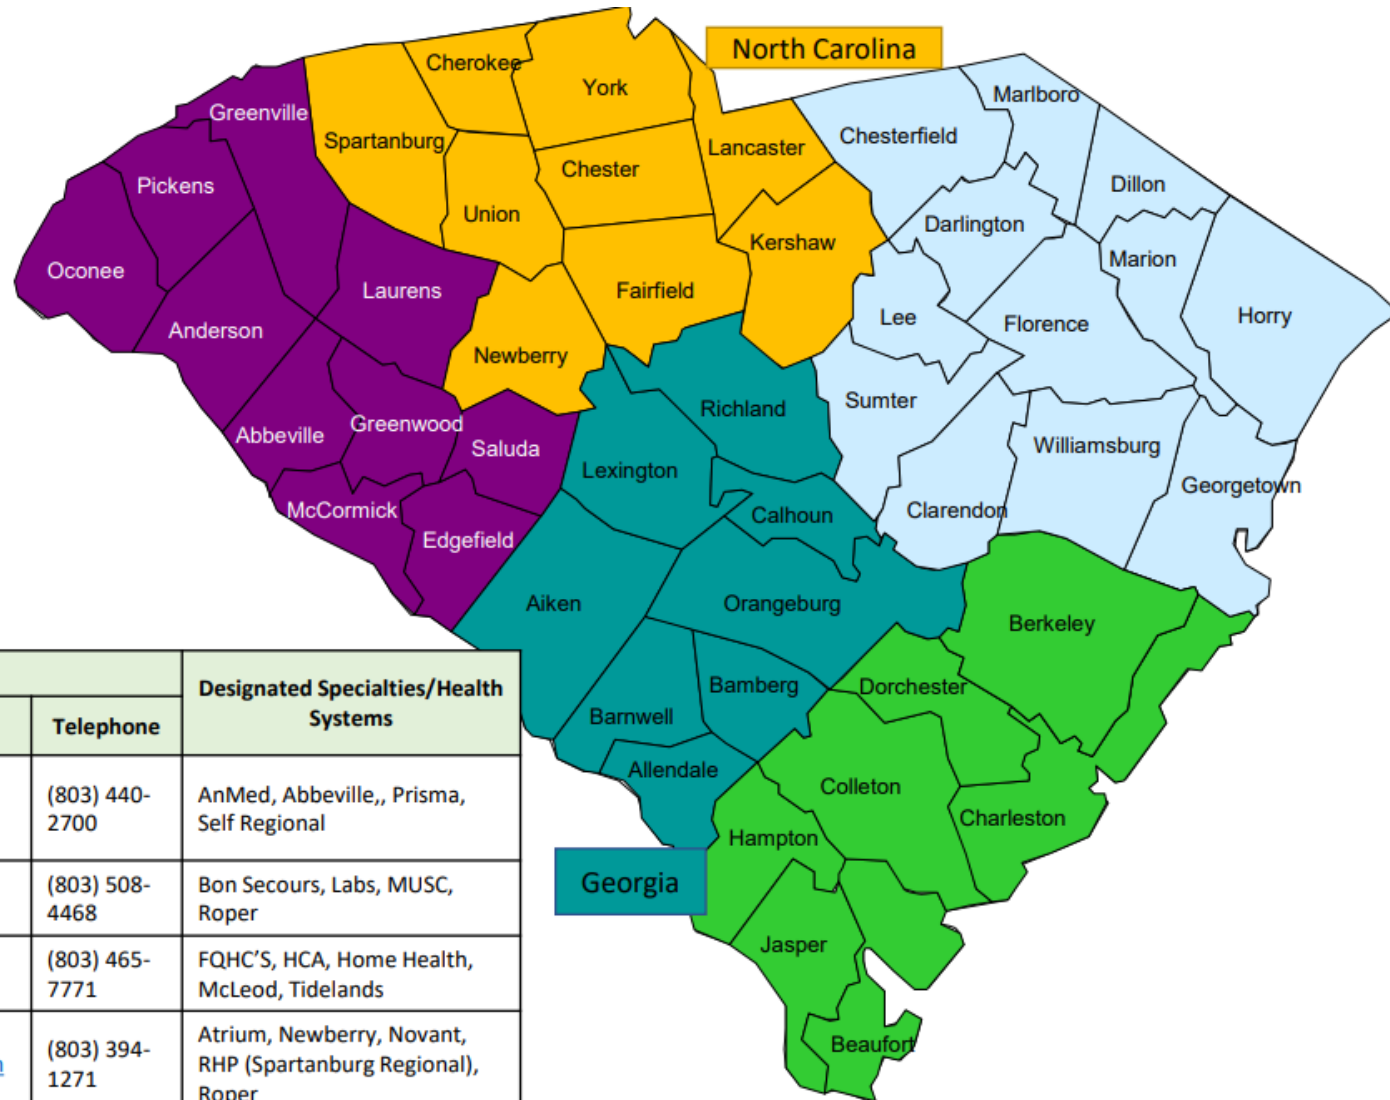 North Carolina
Cherokee
York
Marlboro
Greenville
Spartanburg
Chesterfield
Lancaster
Chester
Pickens
Dillon
Union
Darlington
Kershaw
Marion
Oconee
Laurens
Fairfield
Lee
Horry
Anderson
Florence
Newberry
Richland
Sumter
Abbeville
Greenwood
Saluda
Williamsburg
Lexington
Georgetown
McCormick
Calhoun
Clarendon
Edgefield
Aiken
Orangeburg
Berkeley
Bamberg
Dorchester
Barnwell
Allendale
Colleton
Charleston
Hampton
Georgia
Jasper
Beaufort
Telephone
Designated Specialties/Health
Systems
(803) 440-
2700
AnMed, Abbeville,, Prisma,
Self Regional
(803) 508-
4468
Bon Secours, Labs, MUSC,
Roper
(803) 465-
7771
FQHC’S, HCA, Home Health,
McLeod, Tidelands
(803) 394-
1271
Atrium, Newberry, Novant,
RHP (Spartanburg Regional),
Roper